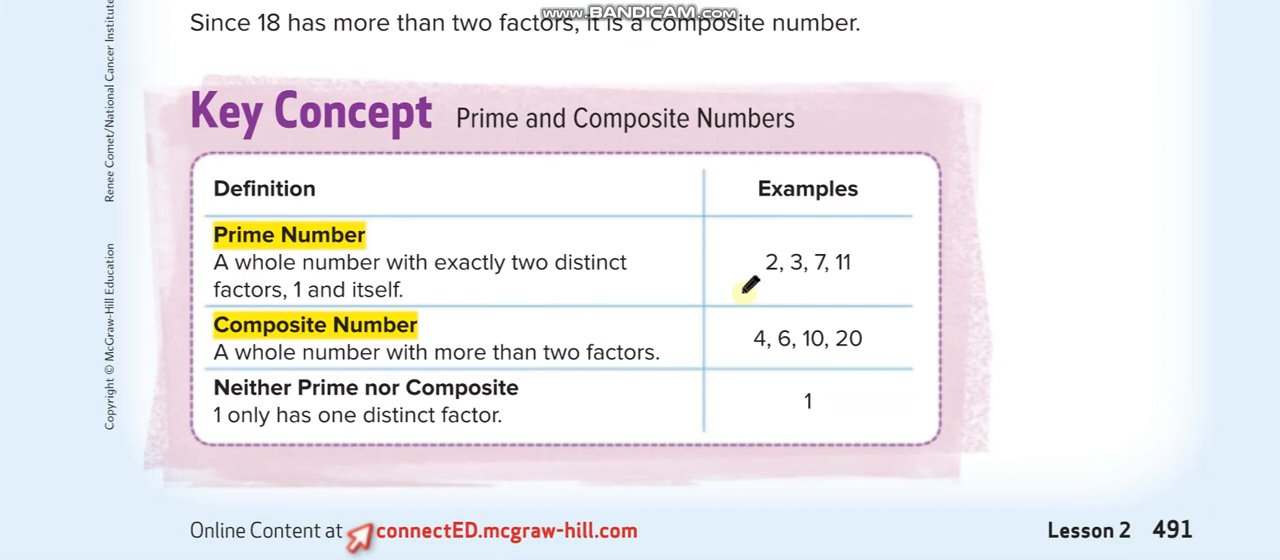 www.BANDICAM.com
Since 18 has more than two factors, it is a composite number.
Renee Comet/National Cancer Institute
Key Concept Prime and Composite Numbers
Definition Examples
Prime Number
A whole number with exactly two distinct
factors, 1 and itself.
2, 3, 7, 11
Composite Number
A whole number with more than two factors.
4, 6, 10, 20
Neither Prime nor Composite
1 only has one distinct factor.
1
Copyright © McGraw-Hill Education
Online Content at connectED.mcgraw-hill.com
Lesson 2 491